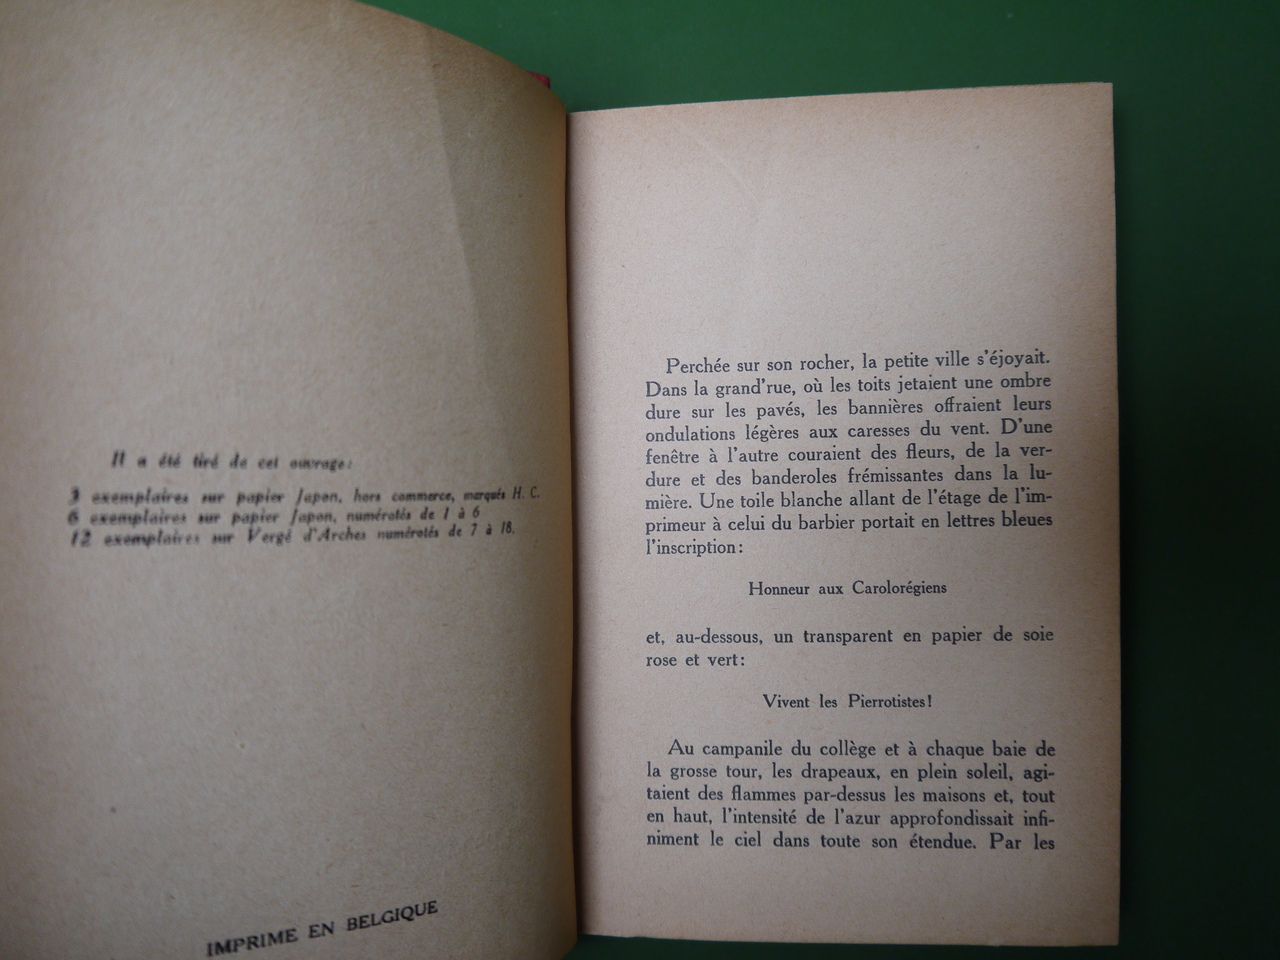 Il a été tiré de cet ouvrage:
3 exemplaires sur papier Japon, hors commerce, marqués H. C.
6 exemplaires sur papier Japon, numérotés de 1 à 6
12 exemplaires sur Vergé d'Arches numérotés de 7 à 18.
IMPRIME EN BELGIQUE
Perchée sur son rocher, la petite ville s'éjoyait.
Dans la grand'rue, où les toits jetaient une ombre
dure sur les pavés, les bannières offraient leurs
ondulations légères aux caresses du vent. D'une
fenêtre à l'autre couraient des fleurs, de la ver-
dure et des banderoles frémissantes dans la lu-
mière. Une toile blanche allant de l'étage de l'im-
primeur à celui du barbier portait en lettres bleues
l'inscription:
Honneur aux Carolorégiens
et, au-dessous, un transparent en papier de soie
rose et vert:
Vivent les Pierrotistes!
Au campanile du collège et à chaque baie de
la grosse tour, les drapeaux, en plein soleil, agi-
taient des flammes par-dessus les maisons et, tout
en haut, l'intensité de l'azur approfondissait infi-
niment le ciel dans toute son étendue. Par les